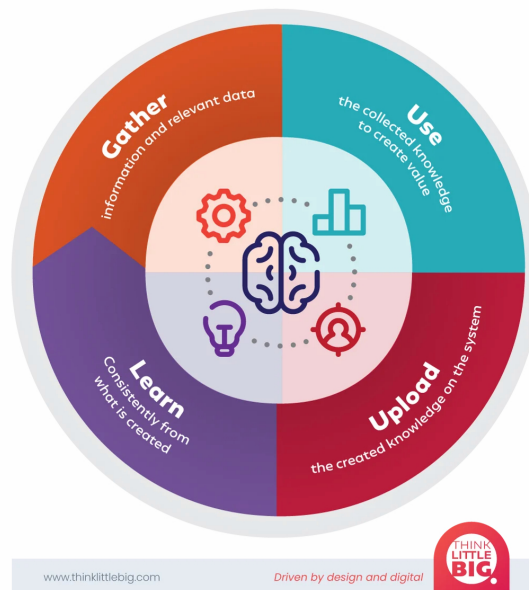 Gather
information and relevant data
Use
the collected knowledge
to create value
Upload
the created knowledge on the system
Learn
Consistently from
what is created
www.thinklittlebig.com
Driven by design and digital
THINK
LITTLE
BIG.